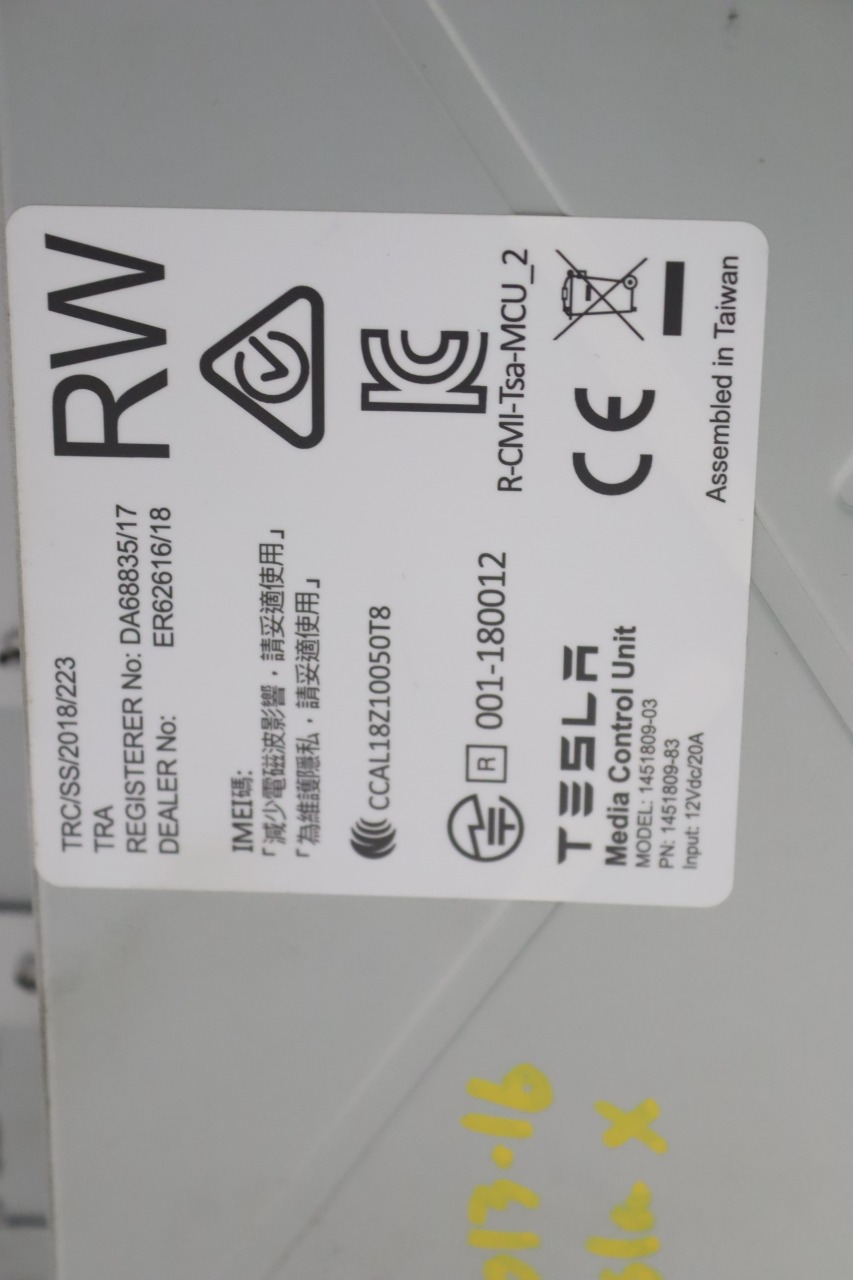 TRC/SS/2018/223
TRA
REGISTERER No: DA68835/17
DEALER No: ER62616/18
RW
IMEI碼:
「減少電磁波影響，請妥適使用」
「為維護隱私，請妥適使用」
CCAL18Z10050T8
R 001-180012
R-CMI-Tsa-MCU_2
TESLA
Media Control Unit
MODEL: 1451809-03
PN: 1451809-83
Input: 12Vdc/20A
CE
Assembled in Taiwan
13-16
X